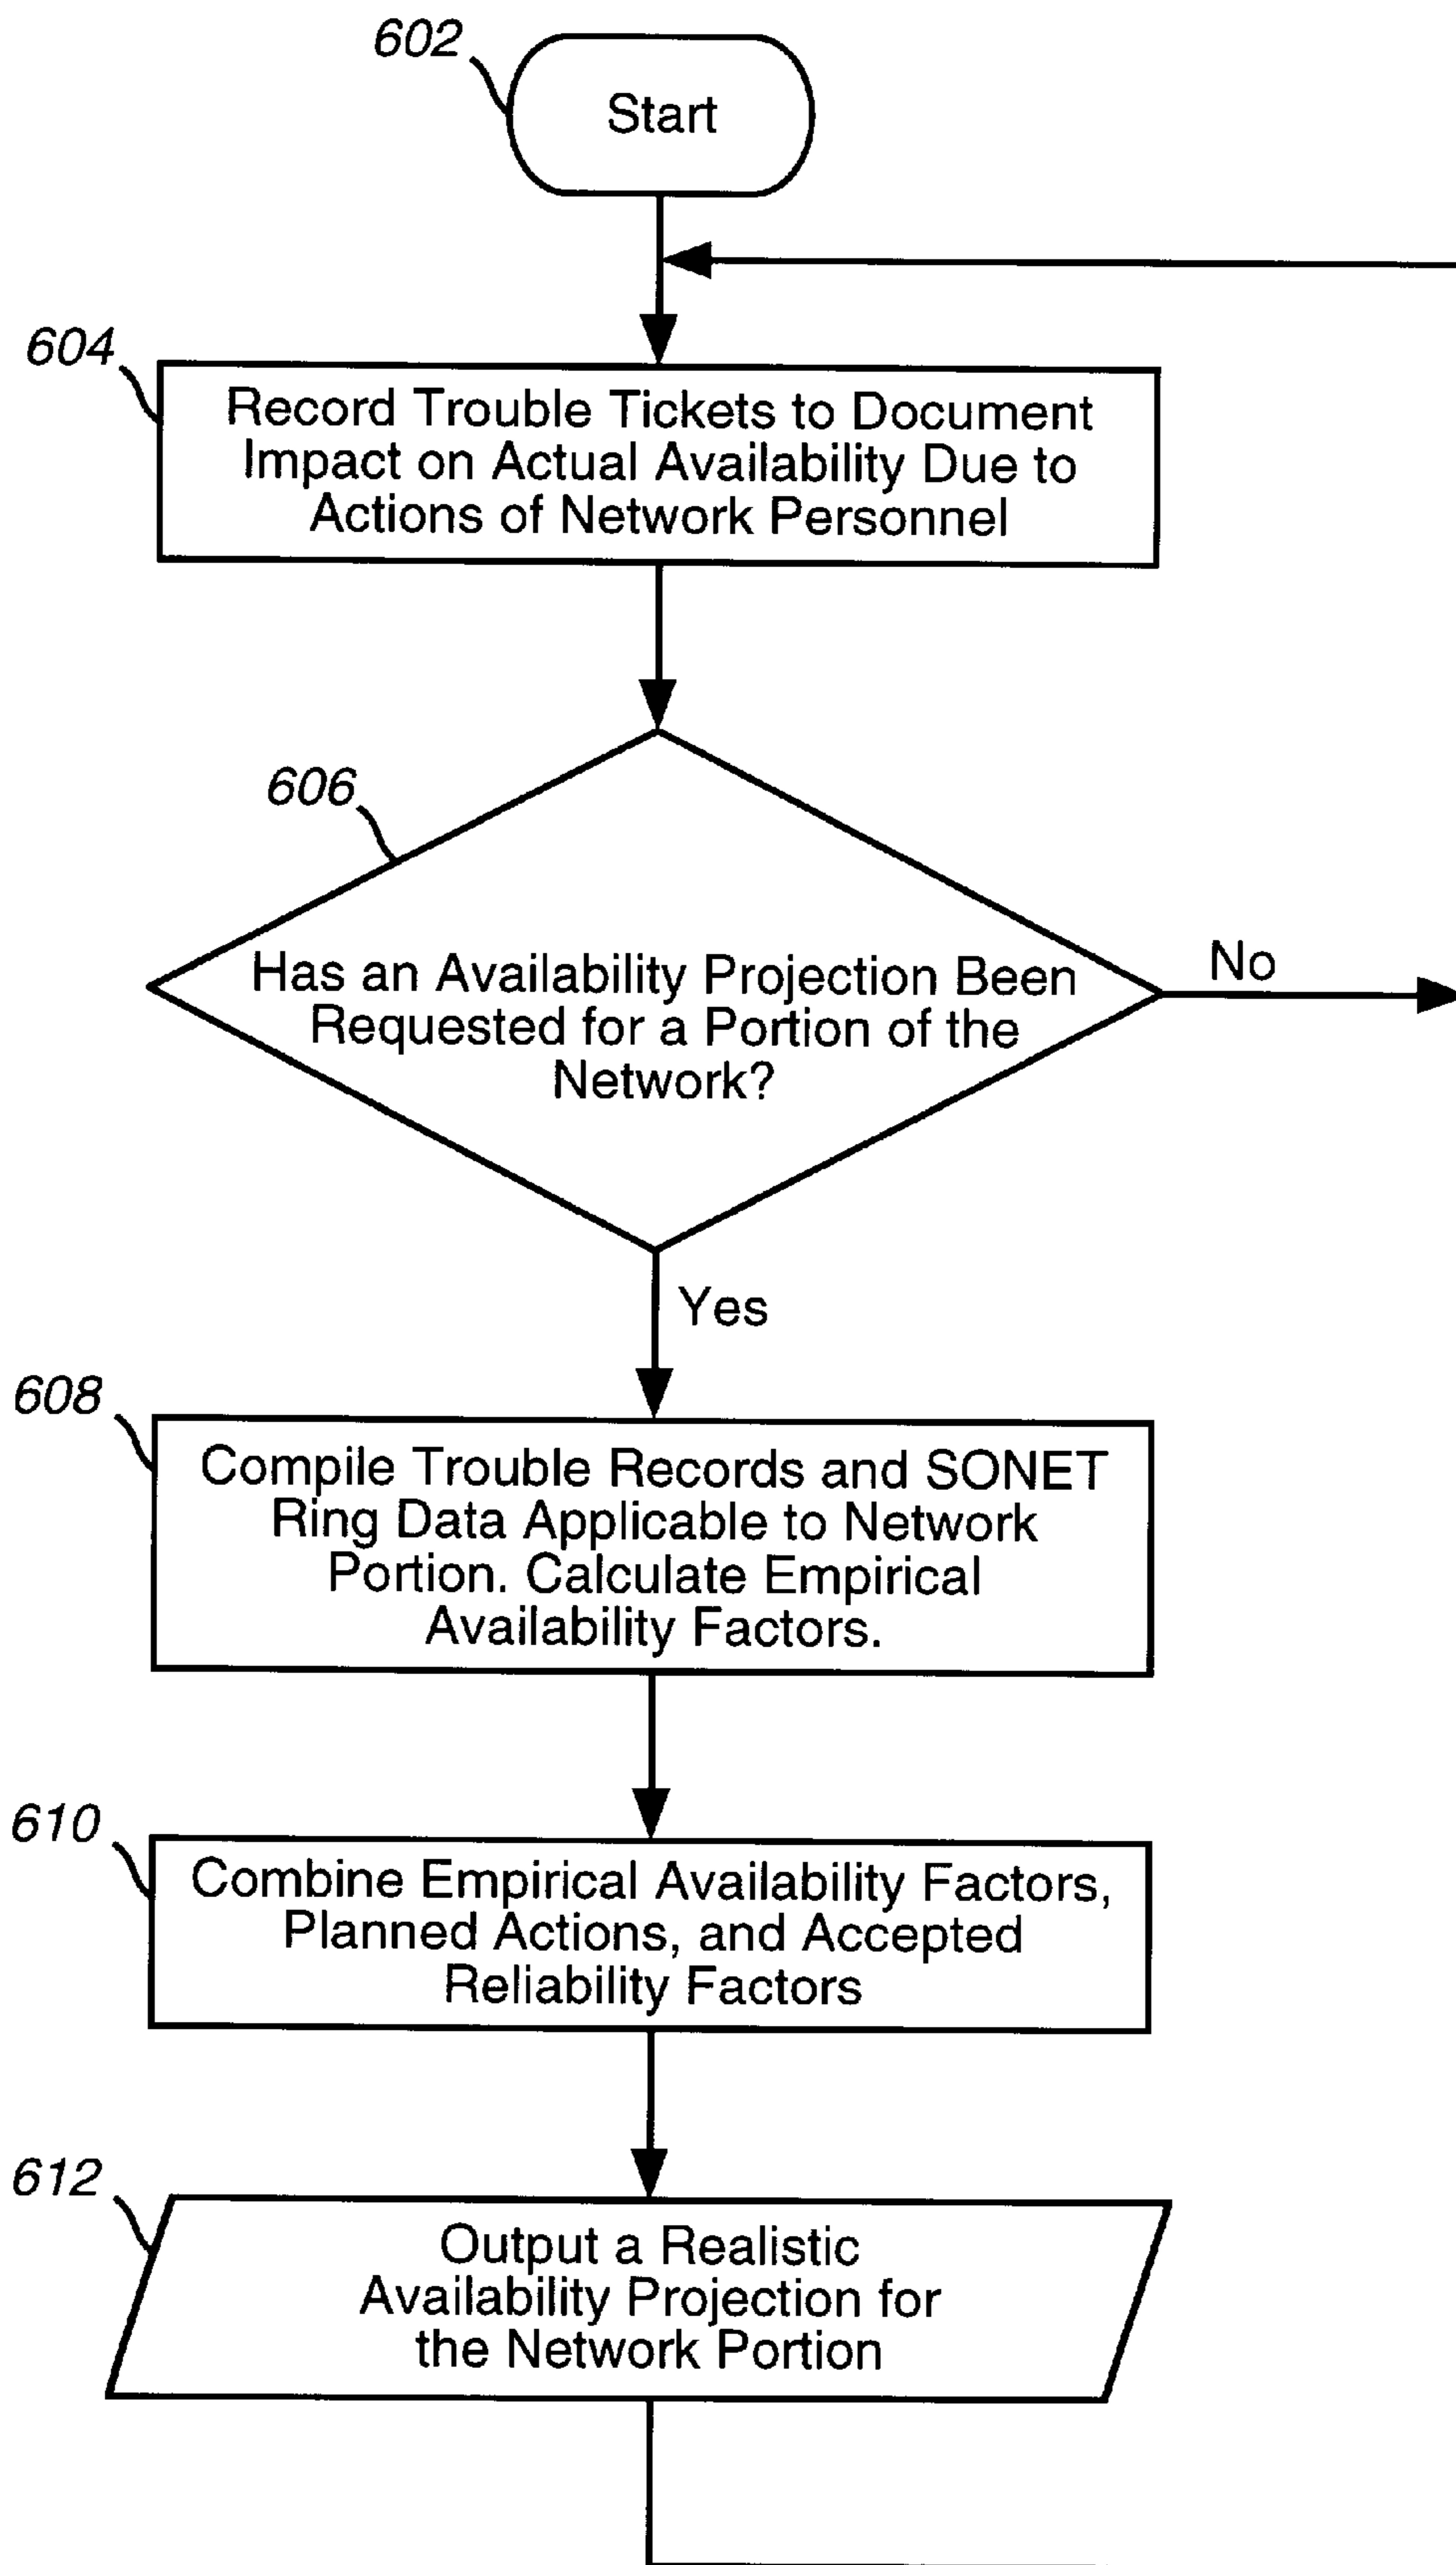 602
Start
604
Record Trouble Tickets to Document
Impact on Actual Availability Due to
Actions of Network Personnel
606
Has an Availability Projection Been
Requested for a Portion of the
Network?
No
Yes
608
Compile Trouble Records and SONET
Ring Data Applicable to Network
Portion. Calculate Empirical
Availability Factors.
610
Combine Empirical Availability Factors,
Planned Actions, and Accepted
Reliability Factors
612
Output a Realistic
Availability Projection for
the Network Portion